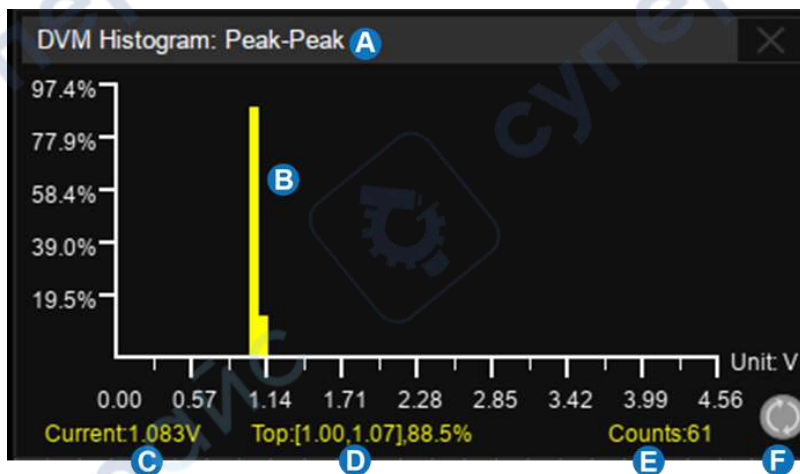 DVM Histogram: Peak-Peak A
97.4%
77.9%
B
58.4%
39.0%
19.5%
Unit: V
0.00 0.57 1.14 1.71 2.28 2.85 3.42 3.99 4.56
Current:1.083V Top:[1.00,1.07],88.5% Counts:61
C D E F